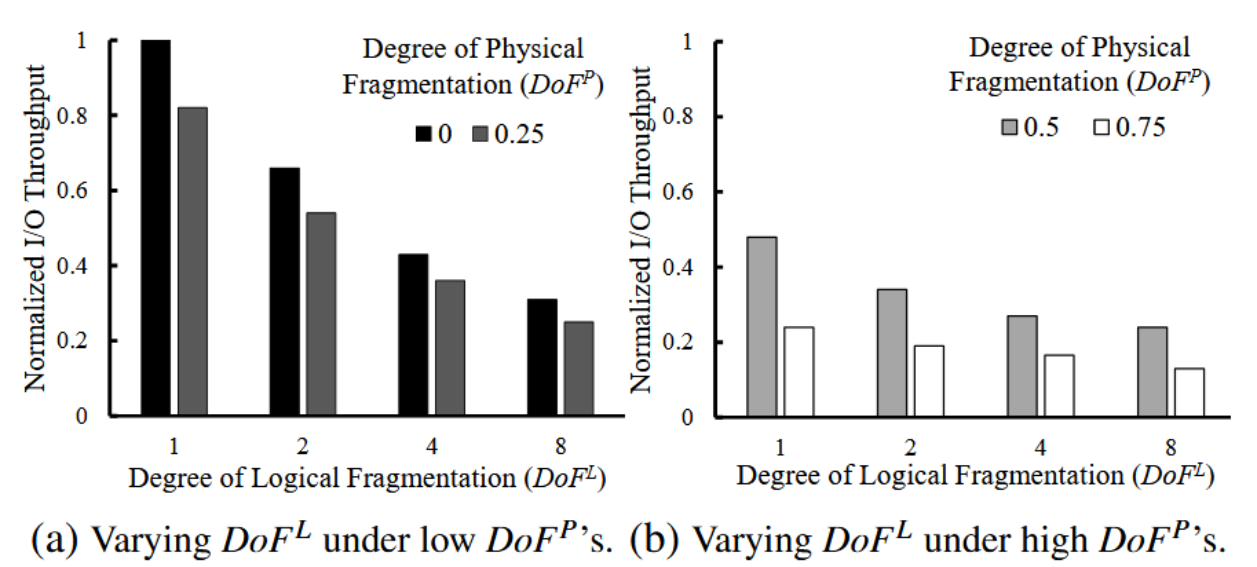 Normalized I/O Throughput
1
0.8
0.6
0.4
0.2
0
Degree of Physical
Fragmentation (DoF^P)
0 0.25
1 2 4 8
Degree of Logical Fragmentation (DoF^L)
(a) Varying DoF^L under low DoF^P's.
Normalized I/O Throughput
1
0.8
0.6
0.4
0.2
0
Degree of Physical
Fragmentation (DoF^P)
0.5 0.75
1 2 4 8
Degree of Logical Fragmentation (DoF^L)
(b) Varying DoF^L under high DoF^P's.